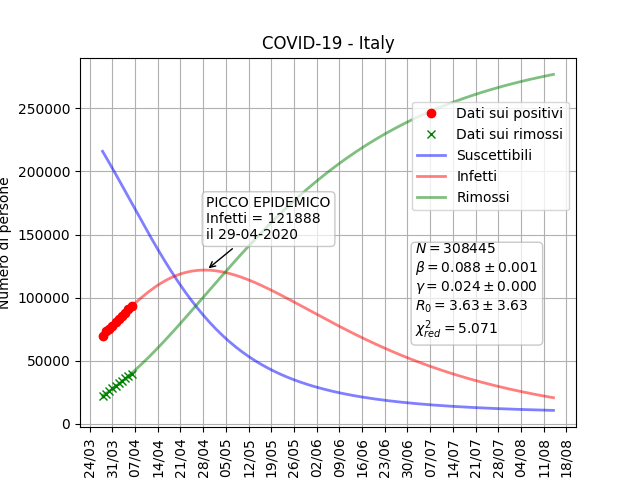 COVID-19 - Italy
Numero di persone
250000
200000
150000
100000
50000
0
Dati sui positivi
Dati sui rimossi
Suscettibili
Infetti
Rimossi
PICCO EPIDEMICO
Infetti = 121888
il 29-04-2020
N = 308445
β = 0.088 ± 0.001
γ = 0.024 ± 0.000
R₀ = 3.63 ± 3.63
χ²red = 5.071
24/03
31/03
07/04
14/04
21/04
28/04
05/05
12/05
19/05
26/05
02/06
09/06
16/06
23/06
30/06
07/07
14/07
21/07
28/07
04/08
11/08
18/08